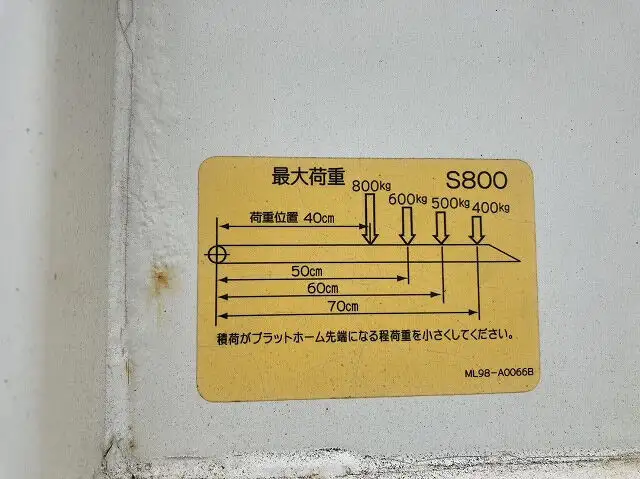 最大荷重 S800
800kg
600kg
500kg
400kg
荷重位置 40cm
50cm
60cm
70cm
積荷がプラットホーム先端になる程荷重を小さくしてください。
ML98-A0066B